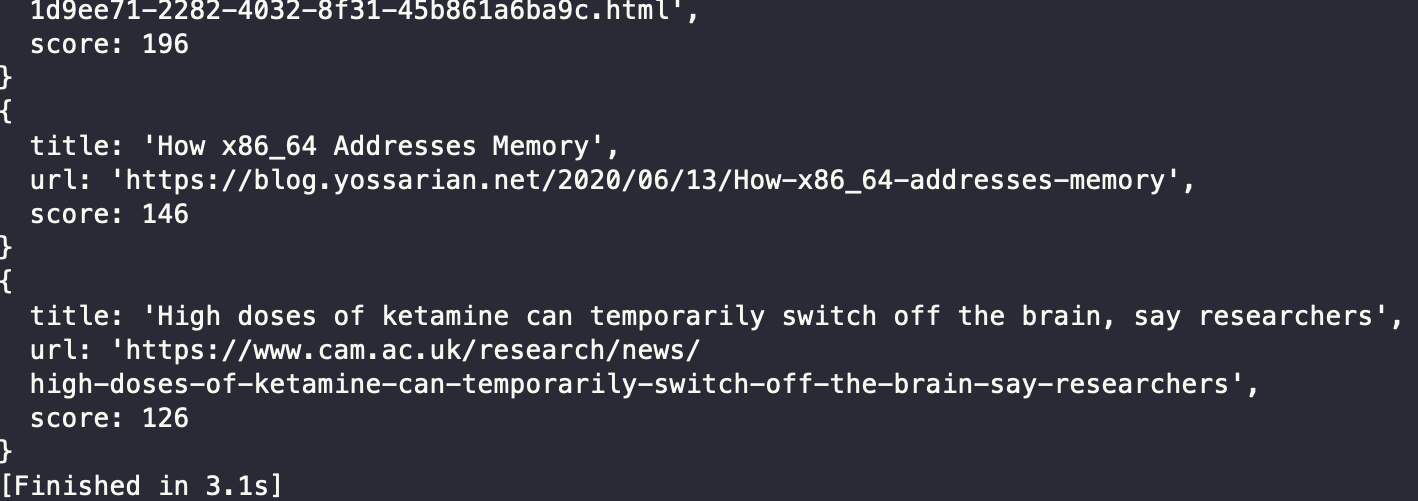 1d9ee71-2282-4032-8f31-45b861a6ba9c.html',
score: 196
}
{
title: 'How x86_64 Addresses Memory',
url: 'https://blog.yossarian.net/2020/06/13/How-x86_64-addresses-memory',
score: 146
}
{
title: 'High doses of ketamine can temporarily switch off the brain, say researchers',
url: 'https://www.cam.ac.uk/research/news/
high-doses-of-ketamine-can-temporarily-switch-off-the-brain-say-researchers',
score: 126
}
[Finished in 3.1s]